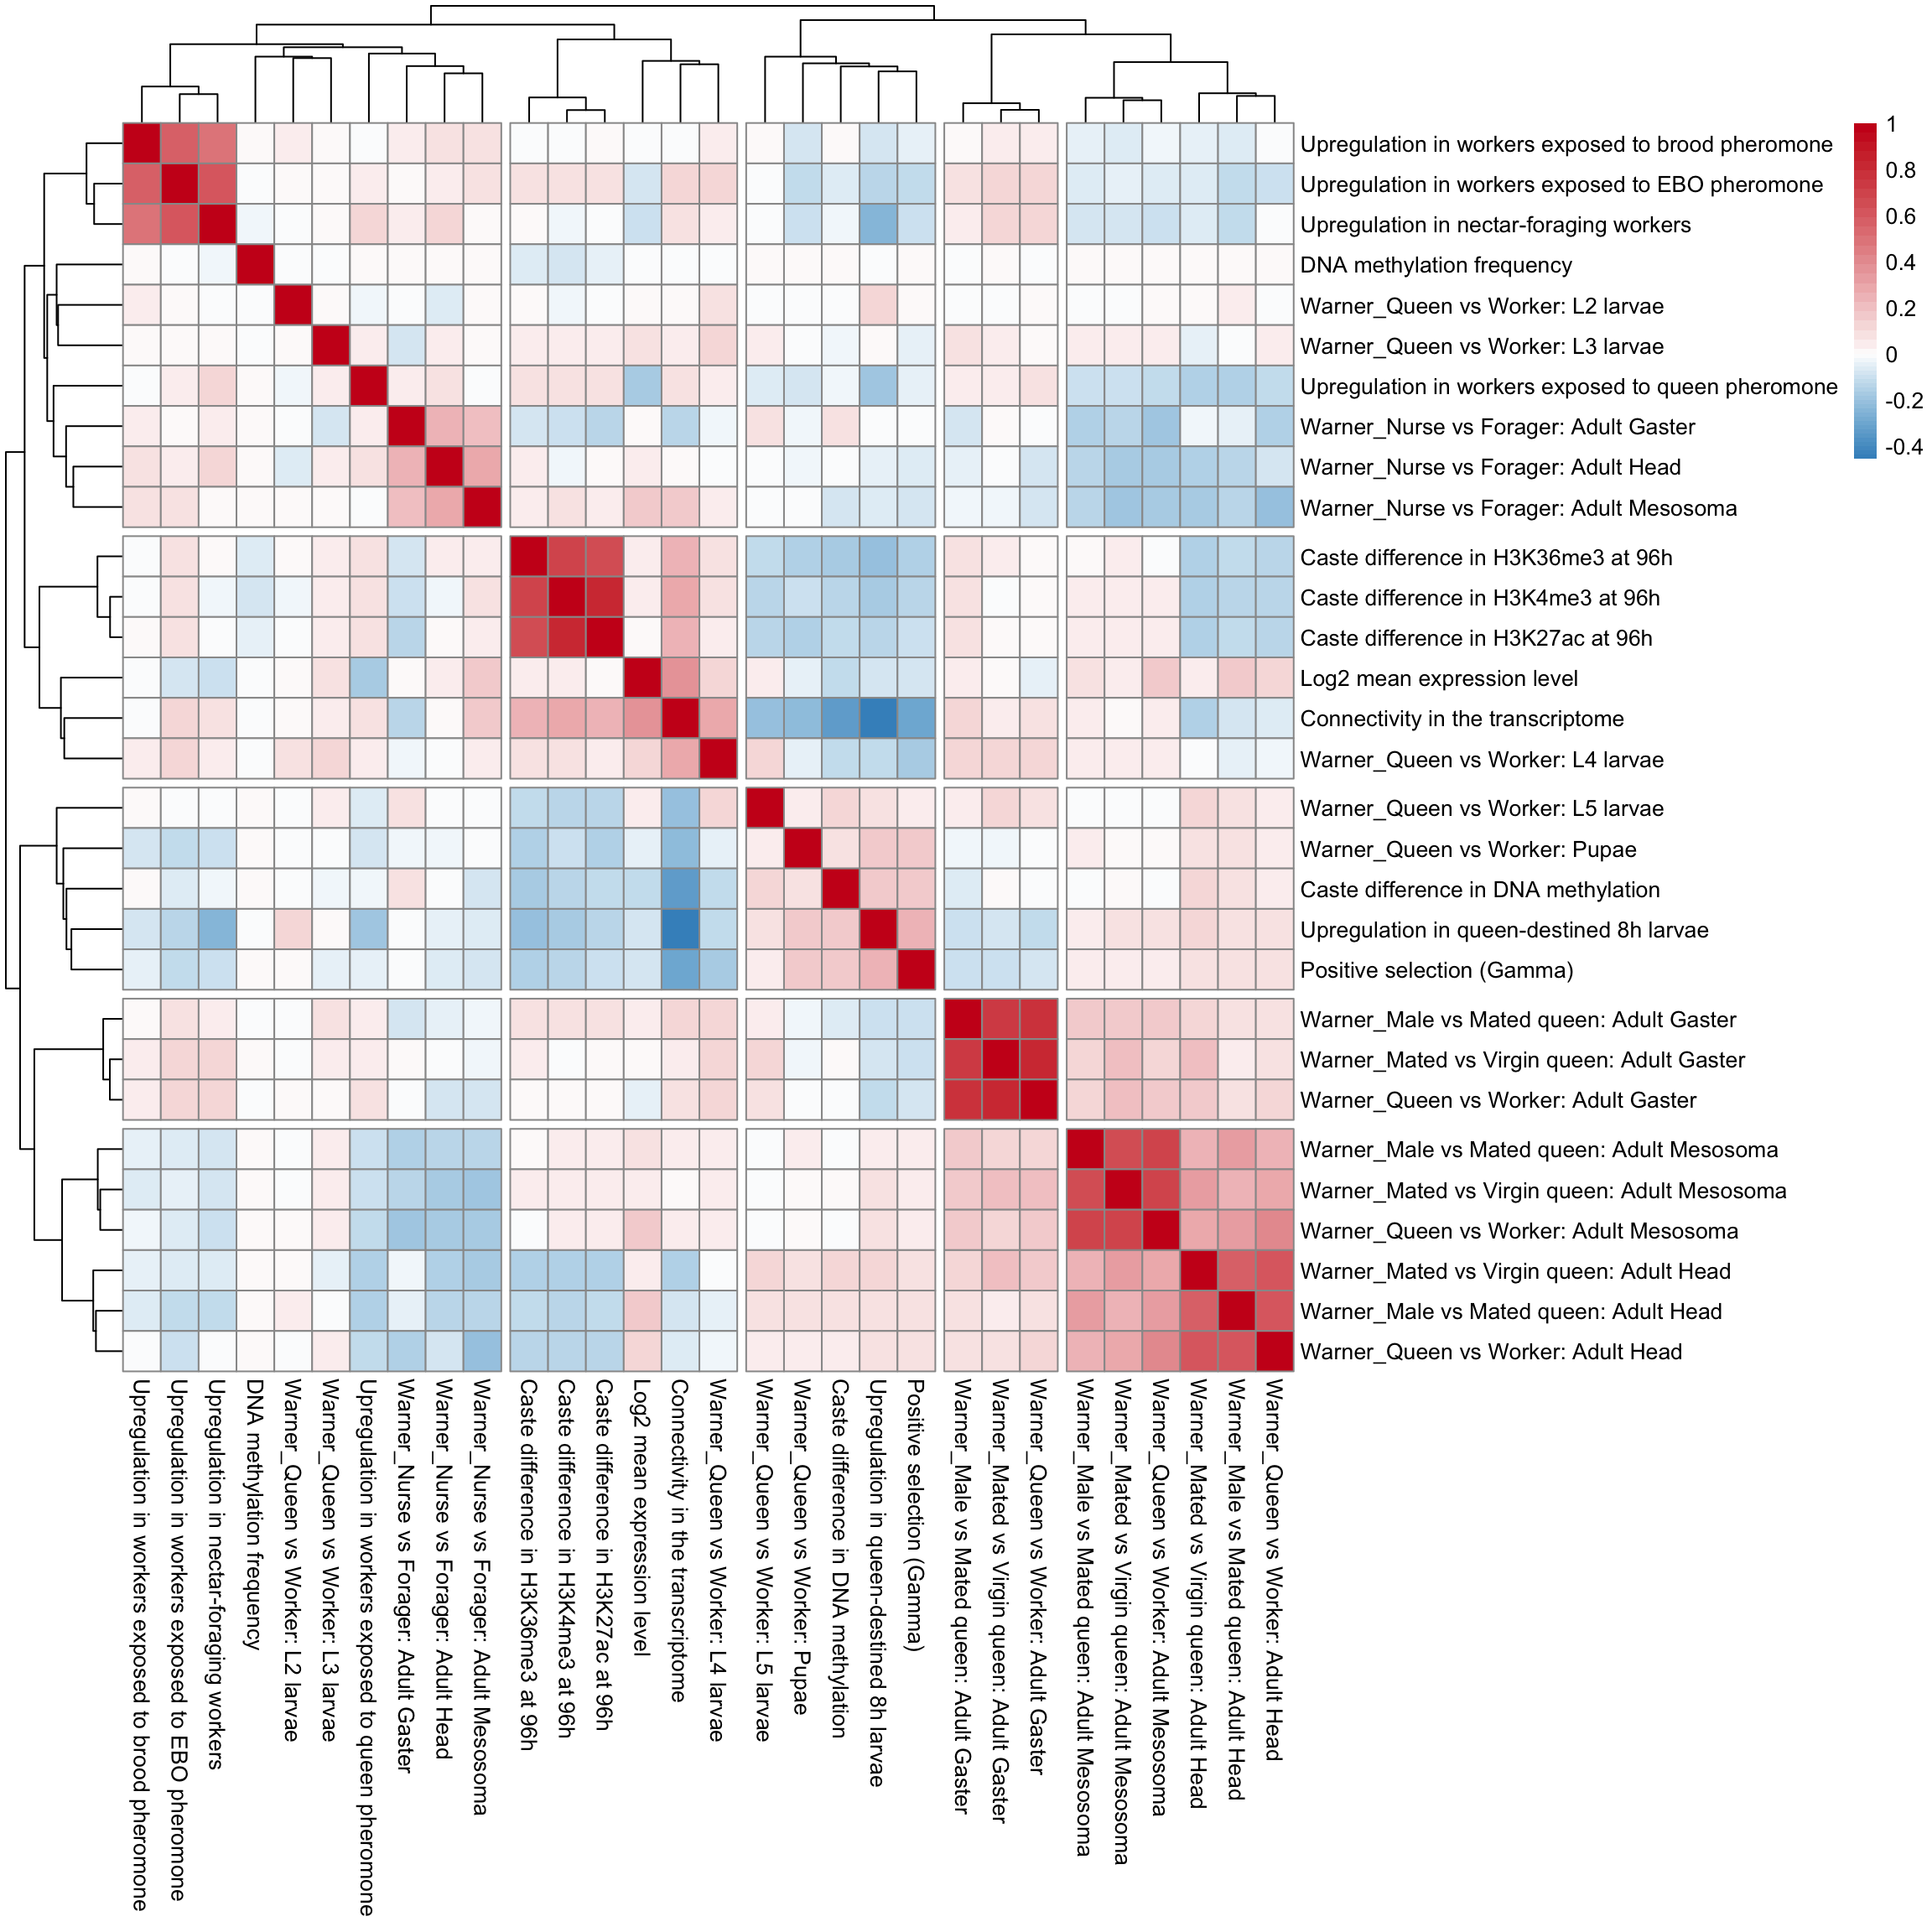 Upregulation in workers exposed to brood pheromone
Upregulation in workers exposed to EBO pheromone
Upregulation in nectar-foraging workers
DNA methylation frequency
Warner_Queen vs Worker: L2 larvae
Warner_Queen vs Worker: L3 larvae
Upregulation in workers exposed to queen pheromone
Warner_Nurse vs Forager: Adult Gaster
Warner_Nurse vs Forager: Adult Head
Warner_Nurse vs Forager: Adult Mesosoma
Caste difference in H3K36me3 at 96h
Caste difference in H3K4me3 at 96h
Caste difference in H3K27ac at 96h
Log2 mean expression level
Connectivity in the transcriptome
Warner_Queen vs Worker: L4 larvae
Warner_Queen vs Worker: L5 larvae
Warner_Queen vs Worker: Pupae
Caste difference in DNA methylation
Upregulation in queen-destined 8h larvae
Positive selection (Gamma)
Warner_Male vs Mated queen: Adult Gaster
Warner_Mated vs Virgin queen: Adult Gaster
Warner_Queen vs Worker: Adult Gaster
Warner_Male vs Mated queen: Adult Mesosoma
Warner_Mated vs Virgin queen: Adult Mesosoma
Warner_Queen vs Worker: Adult Mesosoma
Warner_Mated vs Virgin queen: Adult Head
Warner_Male vs Mated queen: Adult Head
Warner_Queen vs Worker: Adult Head
1
0.8
0.6
0.4
0.2
0
-0.2
-0.4
Upregulation in workers exposed to brood pheromone
Upregulation in workers exposed to EBO pheromone
Upregulation in nectar-foraging workers
DNA methylation frequency
Warner_Queen vs Worker: L2 larvae
Warner_Queen vs Worker: L3 larvae
Upregulation in workers exposed to queen pheromone
Warner_Nurse vs Forager: Adult Gaster
Warner_Nurse vs Forager: Adult Head
Warner_Nurse vs Forager: Adult Mesosoma
Caste difference in H3K36me3 at 96h
Caste difference in H3K4me3 at 96h
Caste difference in H3K27ac at 96h
Log2 mean expression level
Connectivity in the transcriptome
Warner_Queen vs Worker: L4 larvae
Warner_Queen vs Worker: L5 larvae
Warner_Queen vs Worker: Pupae
Caste difference in DNA methylation
Upregulation in queen-destined 8h larvae
Positive selection (Gamma)
Warner_Male vs Mated queen: Adult Gaster
Warner_Mated vs Virgin queen: Adult Gaster
Warner_Queen vs Worker: Adult Gaster
Warner_Male vs Mated queen: Adult Mesosoma
Warner_Mated vs Virgin queen: Adult Mesosoma
Warner_Queen vs Worker: Adult Mesosoma
Warner_Mated vs Virgin queen: Adult Head
Warner_Male vs Mated queen: Adult Head
Warner_Queen vs Worker: Adult Head